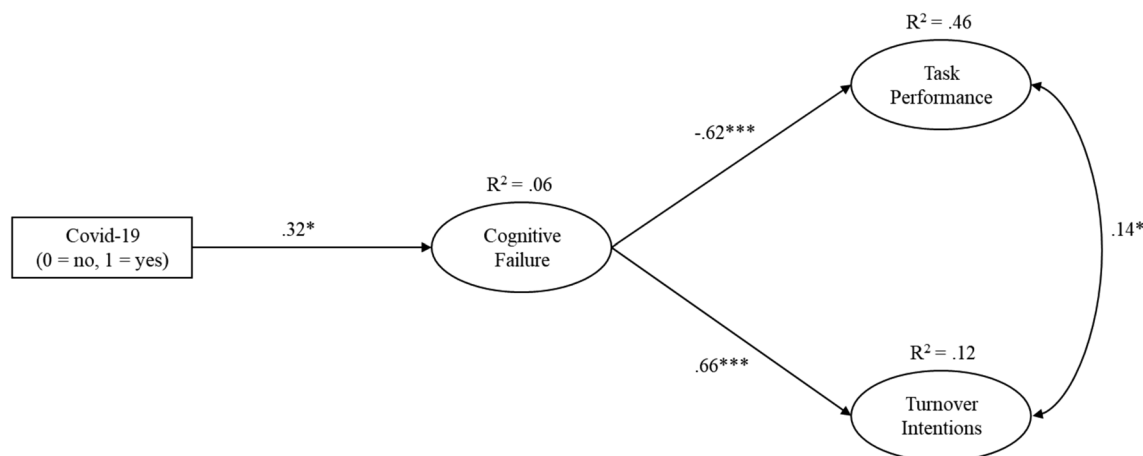 R² = .46
Task
Performance
-.62***
R² = .06
Covid-19
(0 = no, 1 = yes)
.32*
Cognitive
Failure
.14*
.66***
R² = .12
Turnover
Intentions